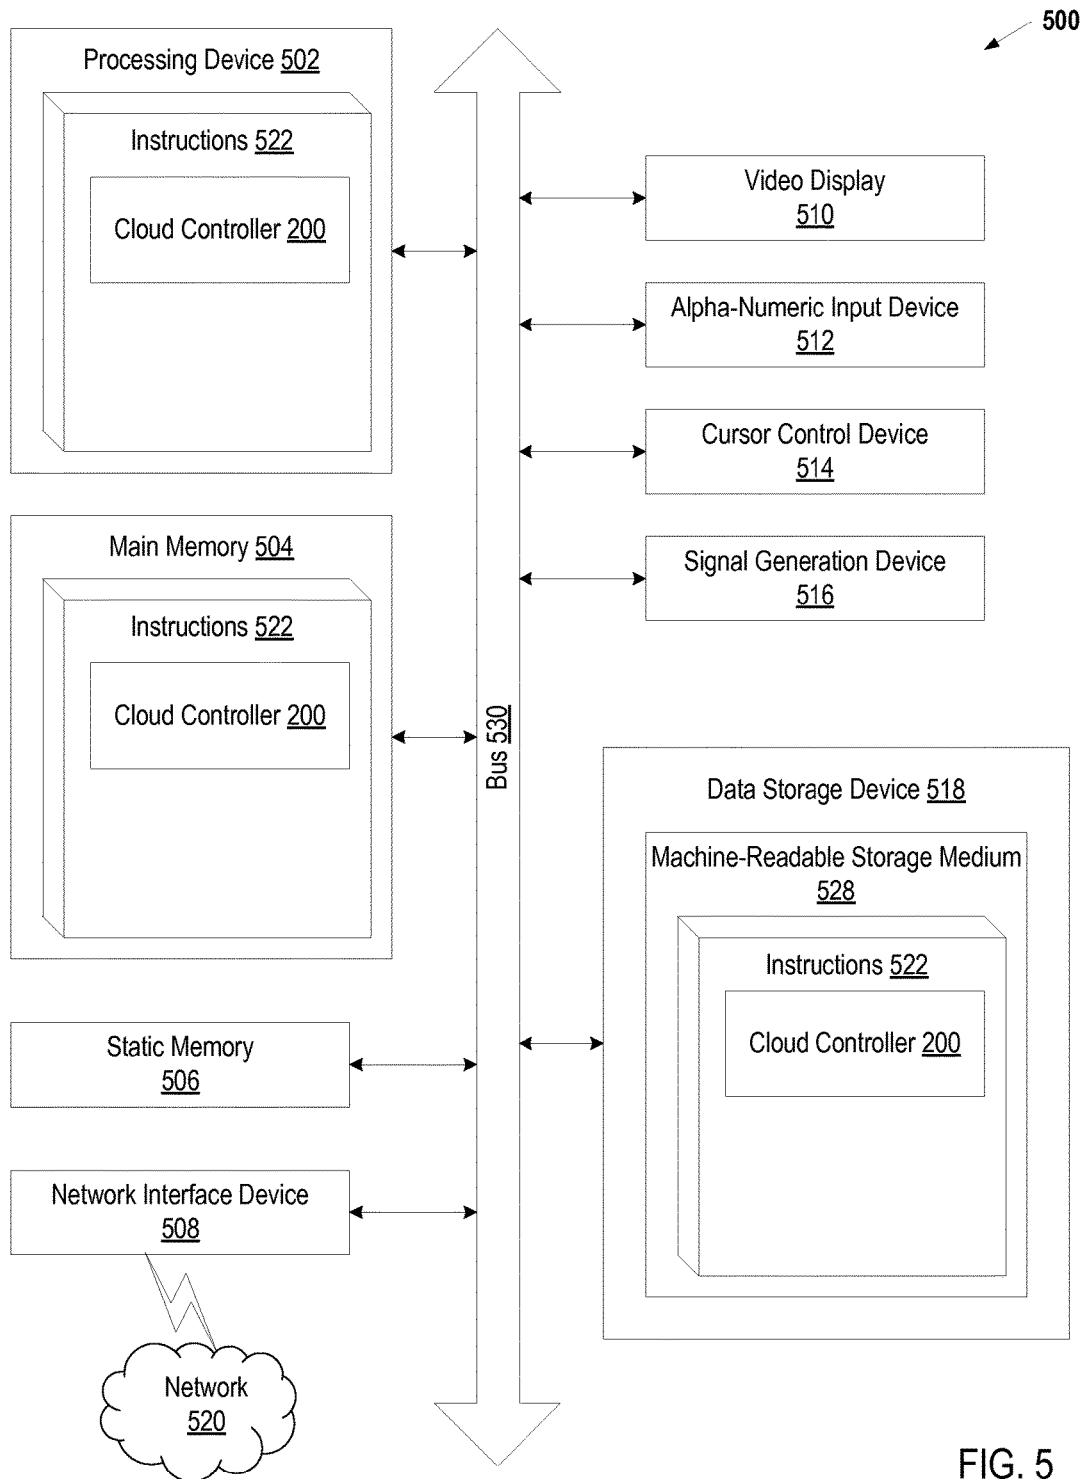 500
Processing Device 502
Instructions 522
Cloud Controller 200
Video Display
510
Alpha-Numeric Input Device
512
Cursor Control Device
514
Signal Generation Device
516
Main Memory 504
Instructions 522
Cloud Controller 200
Bus 530
Data Storage Device 518
Machine-Readable Storage Medium
528
Instructions 522
Cloud Controller 200
Static Memory
506
Network Interface Device
508
Network
520
FIG. 5